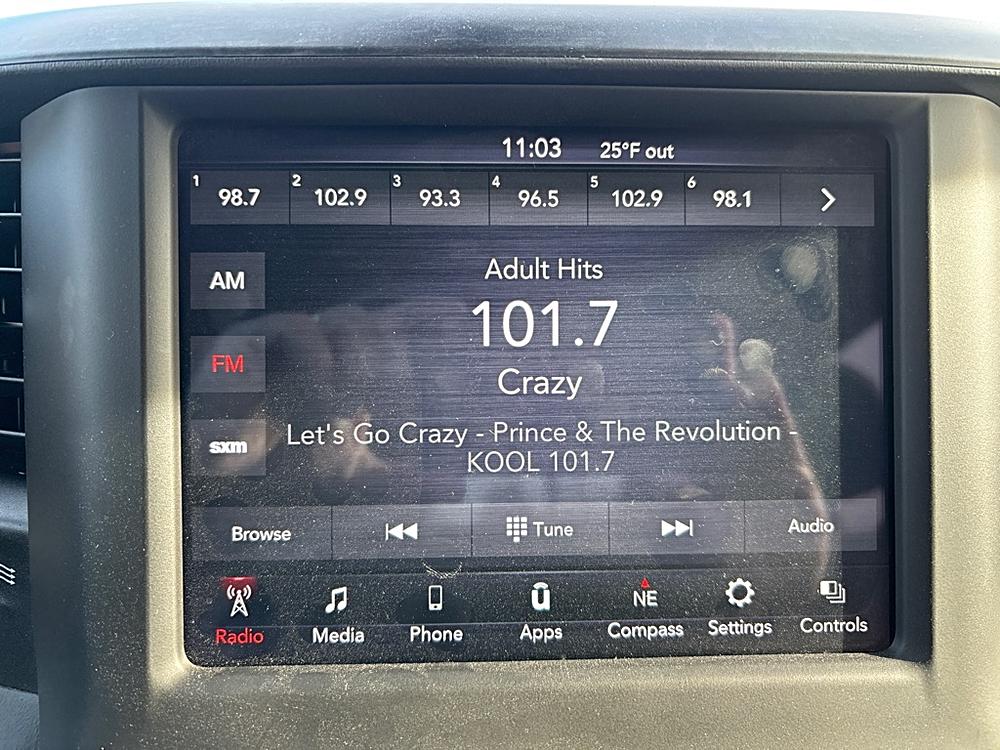 11:03 25°F out
1 98.7 2 102.9 3 93.3 4 96.5 5 102.9 6 98.1
AM
FM
sxm
Adult Hits
101.7
Crazy
Let's Go Crazy - Prince & The Revolution -
KOOL 101.7
Browse Tune Audio
NE
Radio Media Phone Apps Compass Settings Controls